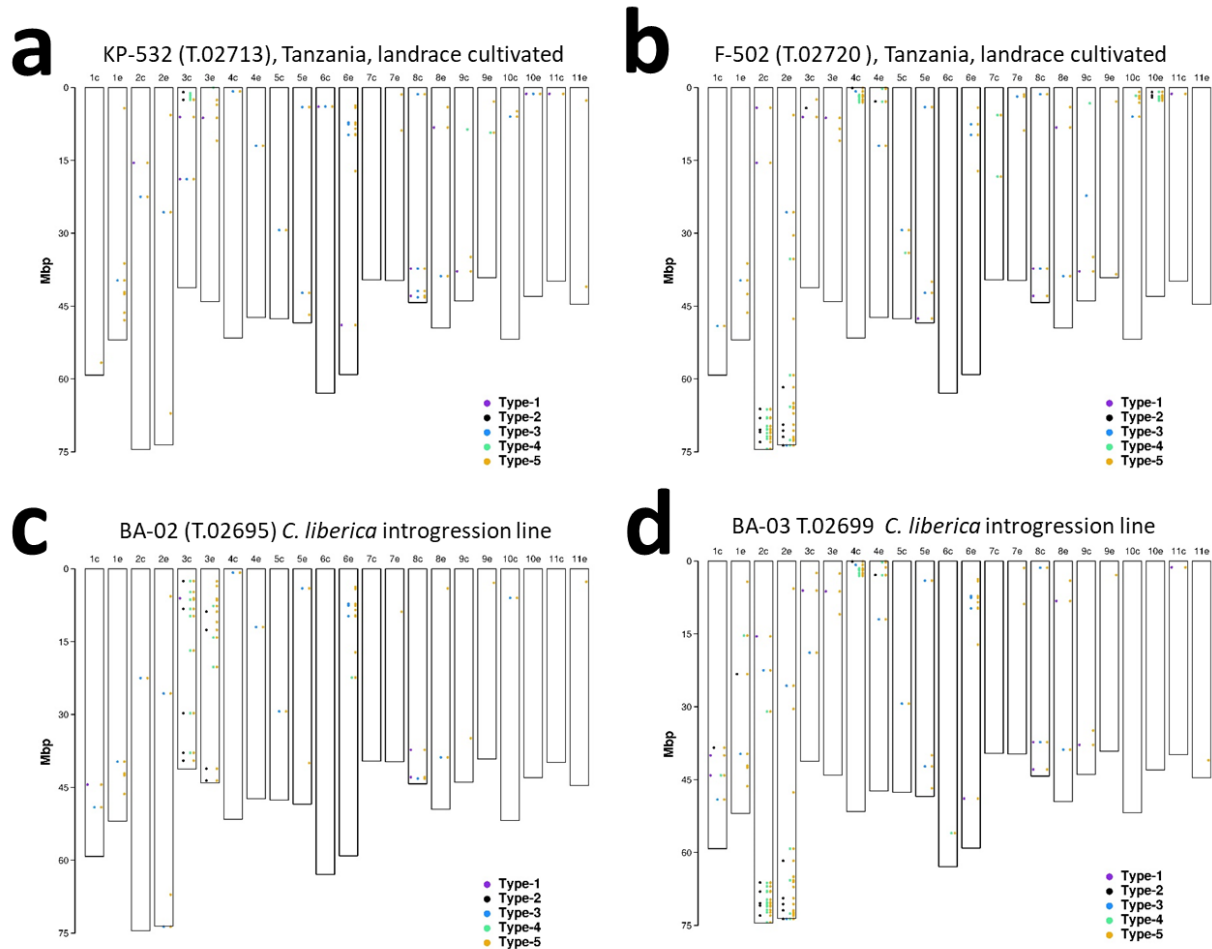 a
KP-532 (T.02713), Tanzania, landrace cultivated
1c 1e 2c 2e 3c 3e 4c 4e 5c 5e 6c 6e 7c 7e 8c 8e 9c 9e 10c 10e 11c 11e
0
15
30
45
60
75
Mbp
Type-1
Type-2
Type-3
Type-4
Type-5
b
F-502 (T.02720 ), Tanzania, landrace cultivated
1c 1e 2c 2e 3c 3e 4c 4e 5c 5e 6c 6e 7c 7e 8c 8e 9c 9e 10c 10e 11c 11e
0
15
30
45
60
75
Mbp
Type-1
Type-2
Type-3
Type-4
Type-5
c
BA-02 (T.02695) C. liberica introgression line
1c 1e 2c 2e 3c 3e 4c 4e 5c 5e 6c 6e 7c 7e 8c 8e 9c 9e 10c 10e 11c 11e
0
15
30
45
60
75
Mbp
Type-1
Type-2
Type-3
Type-4
Type-5
d
BA-03 T.02699 C. liberica introgression line
1c 1e 2c 2e 3c 3e 4c 4e 5c 5e 6c 6e 7c 7e 8c 8e 9c 9e 10c 10e 11c 11e
0
15
30
45
60
75
Mbp
Type-1
Type-2
Type-3
Type-4
Type-5